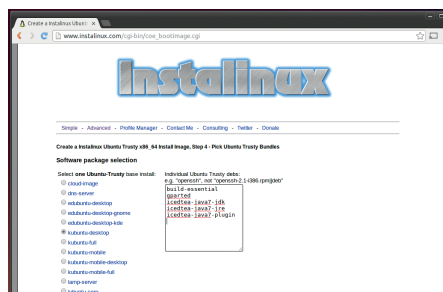 Create a Instalinux Ubuntu
www.instalinux.com/cgi-bin/coe_bootimage.cgi
Instalinux
Simple - Advanced - Profile Manager - Contact Me - Consulting - Twitter - Donate
Create a Instalinux Ubuntu Trusty x86_64 Install Image, Step 4 - Pick Ubuntu Trusty Bundles
Software package selection
Select one Ubuntu-Trusty base install:
cloud-image
dns-server
edubuntu-desktop
edubuntu-desktop-gnome
edubuntu-desktop-kde
kubuntu-desktop
kubuntu-full
kubuntu-mobile
kubuntu-mobile-desktop
kubuntu-mobile-full
lamp-server
Individual Ubuntu-Trusty debs:
e.g. "openssh", not "openssh-2.1-i386.rpm|deb"
build-essential
gparted
icedtea-java7-jdk
icedtea-java7-jre
icedtea-java7-plugin